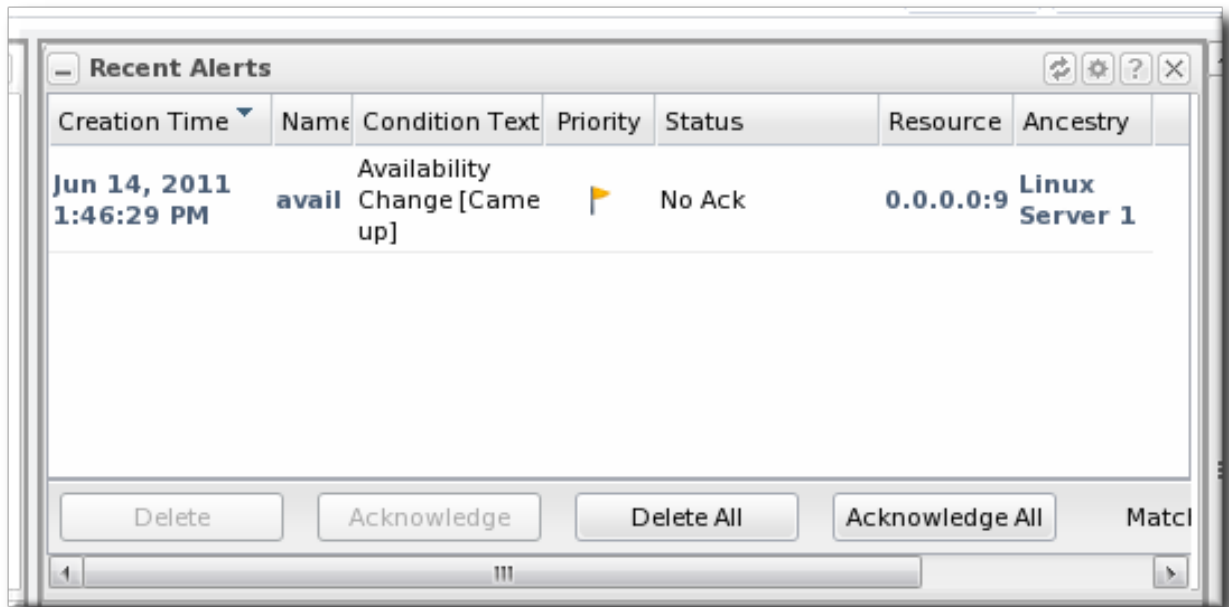 Recent Alerts
Creation Time Name Condition Text Priority Status Resource Ancestry
Jun 14, 2011
1:46:29 PM
avail
Availability
Change [Came
up]
No Ack
0.0.0.0:9
Linux
Server 1
Delete Acknowledge Delete All Acknowledge All